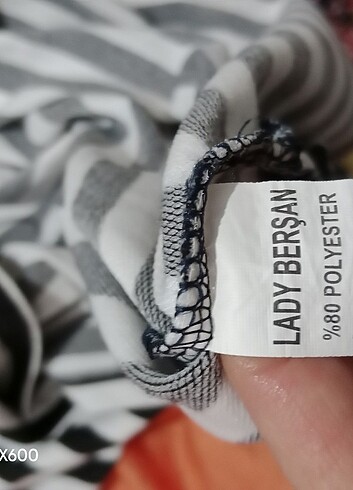 LADY BERŞAN
%80 POLYESTER
X600